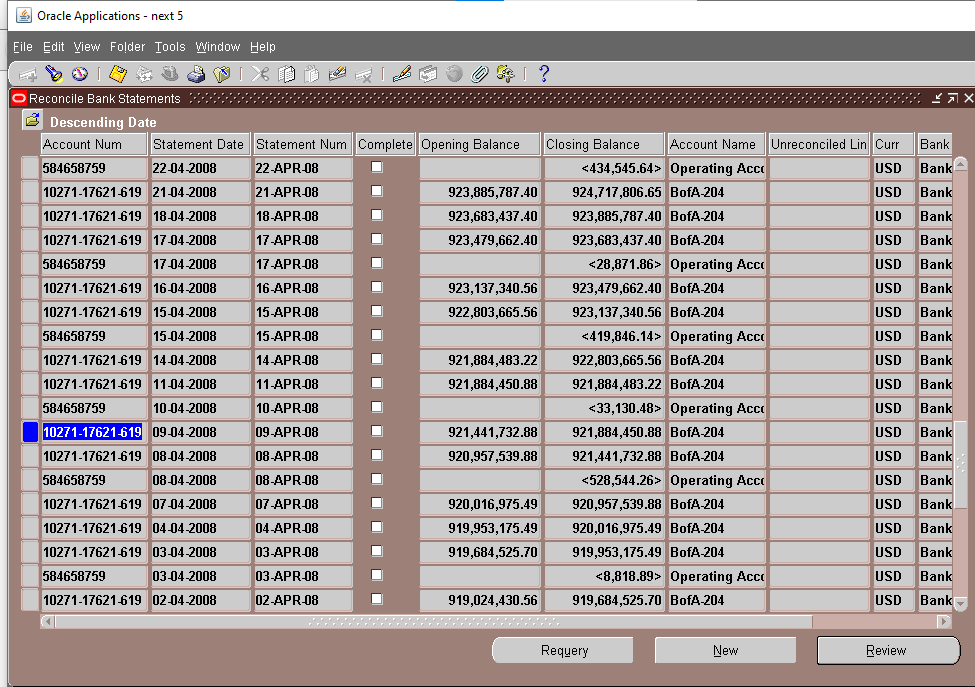 Oracle Applications - next 5
File Edit View Folder Tools Window Help
Reconcile Bank Statements
Descending Date
Account Num Statement Date Statement Num Complete Opening Balance Closing Balance Account Name Unreconciled Lin Curr Bank
584658759 22-04-2008 22-APR-08 <434,545.64> Operating Acco USD Bank
10271-17621-619 21-04-2008 21-APR-08 923,885,787.40 924,717,806.65 BofA-204 USD Bank
10271-17621-619 18-04-2008 18-APR-08 923,683,437.40 923,885,787.40 BofA-204 USD Bank
10271-17621-619 17-04-2008 17-APR-08 923,479,662.40 923,683,437.40 BofA-204 USD Bank
584658759 17-04-2008 17-APR-08 <28,871.86> Operating Acco USD Bank
10271-17621-619 16-04-2008 16-APR-08 923,137,340.56 923,479,662.40 BofA-204 USD Bank
10271-17621-619 15-04-2008 15-APR-08 922,803,665.56 923,137,340.56 BofA-204 USD Bank
584658759 15-04-2008 15-APR-08 <419,846.14> Operating Acco USD Bank
10271-17621-619 14-04-2008 14-APR-08 921,884,483.22 922,803,665.56 BofA-204 USD Bank
10271-17621-619 11-04-2008 11-APR-08 921,884,450.88 921,884,483.22 BofA-204 USD Bank
584658759 10-04-2008 10-APR-08 <33,130.48> Operating Acco USD Bank
10271-17621-619 09-04-2008 09-APR-08 921,441,732.88 921,884,450.88 BofA-204 USD Bank
10271-17621-619 08-04-2008 08-APR-08 920,957,539.88 921,441,732.88 BofA-204 USD Bank
584658759 08-04-2008 08-APR-08 <528,544.26> Operating Acco USD Bank
10271-17621-619 07-04-2008 07-APR-08 920,016,975.49 920,957,539.88 BofA-204 USD Bank
10271-17621-619 04-04-2008 04-APR-08 919,953,175.49 920,016,975.49 BofA-204 USD Bank
10271-17621-619 03-04-2008 03-APR-08 919,684,525.70 919,953,175.49 BofA-204 USD Bank
584658759 03-04-2008 03-APR-08 <8,818.89> Operating Acco USD Bank
10271-17621-619 02-04-2008 02-APR-08 919,024,430.56 919,684,525.70 BofA-204 USD Bank
Requery New Review